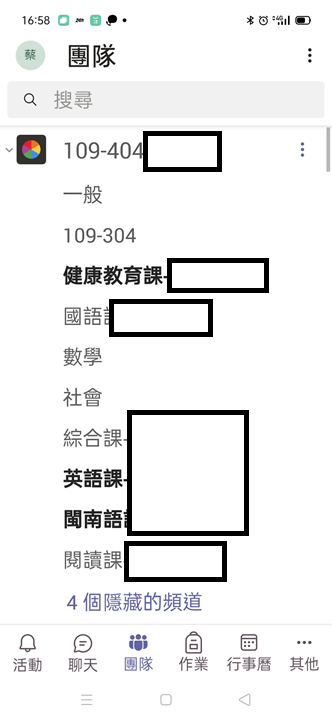 16:58
蔡 團隊
搜尋
109-404
一般
109-304
健康教育課-
國語
數學
社會
綜合課-
英語課-
閩南語
閱讀課
4 個隱藏的頻道
活動 聊天 團隊 作業 行事曆 其他